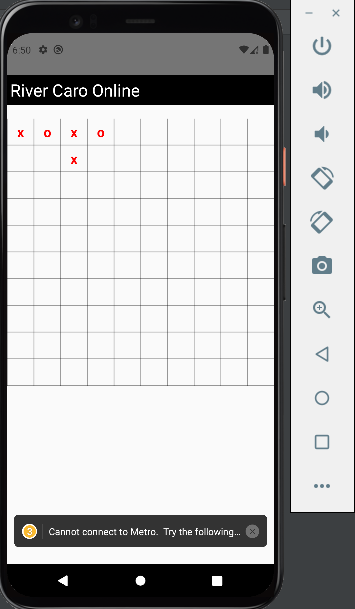 6:50
River Caro Online
x o x o
x
3 Cannot connect to Metro. Try the following...